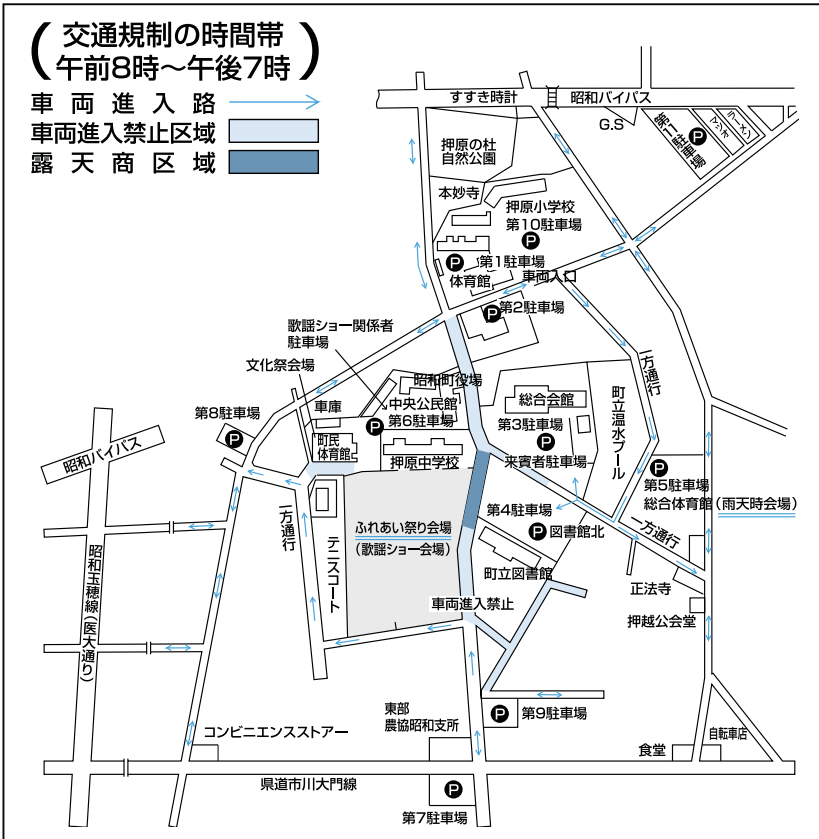 交通規制の時間帯
午前8時～午後7時
車両進入路
車両進入禁止区域
露天商区域
すすき時計
昭和バイパス
G.S
第11駐車場
P
マジオ
ラーメン
押原の杜
自然公園
本妙寺
押原小学校
第10駐車場
P
第1駐車場
P
体育館
車両入口
第2駐車場
P
歌謡ショー関係者
駐車場
文化祭会場
昭和町役場
中央公民館
第6駐車場
P
車庫
町民
体育館
第8駐車場
P
押原中学校
総合会館
第3駐車場
P
来賓者駐車場
町立温水プール
一方通行
P
第5駐車場
総合体育館(雨天時会場)
昭和バイパス
一方通行
テニスコート
ふれあい祭り会場
(歌謡ショー会場)
第4駐車場
P
図書館北
一方通行
町立図書館
正法寺
押越公会堂
車両進入禁止
昭和玉穂線(医大通り)
コンビニエンスストアー
東部
農協昭和支所
P
第9駐車場
食堂
自転車店
県道市川大門線
P
第7駐車場